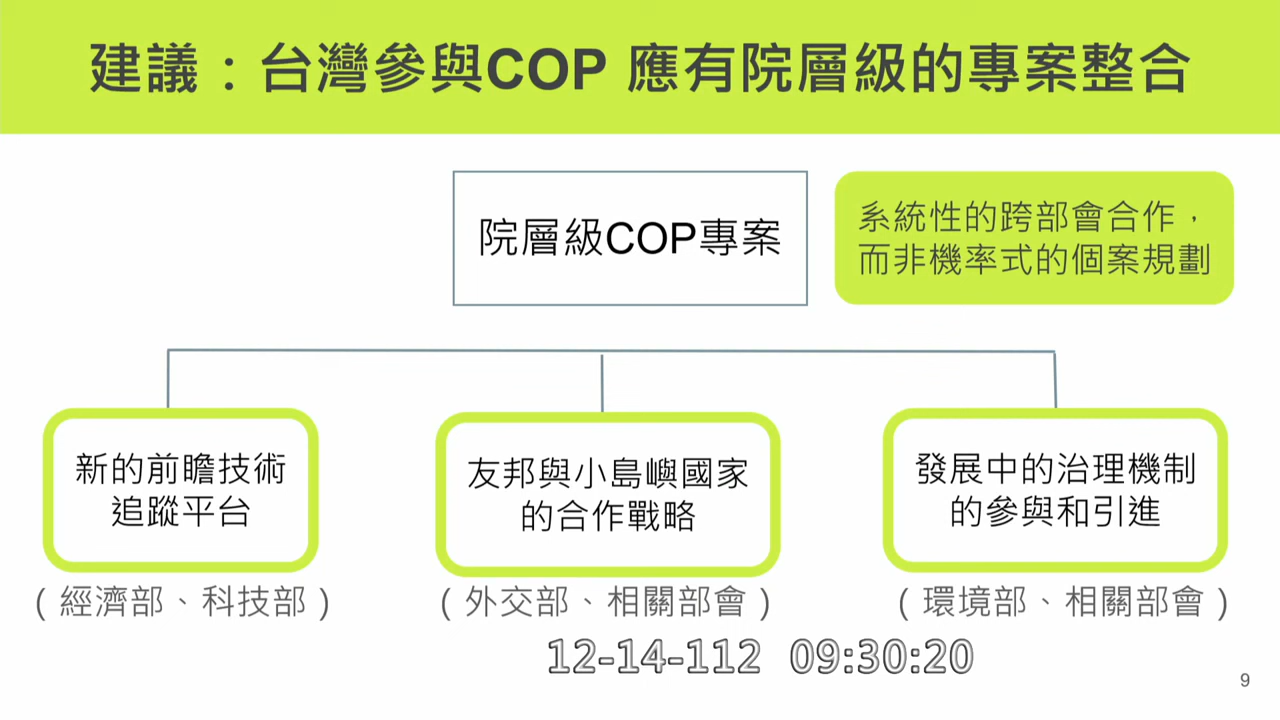 建議：台灣參與COP 應有院層級的專案整合
院層級COP專案
系統性的跨部會合作，
而非機率式的個案規劃
新的前瞻技術
追蹤平台
（經濟部、科技部）
友邦與小島嶼國家
的合作戰略
（外交部、相關部會）
發展中的治理機制
的參與和引進
（環境部、相關部會）
12-14-112 09:30:20
9